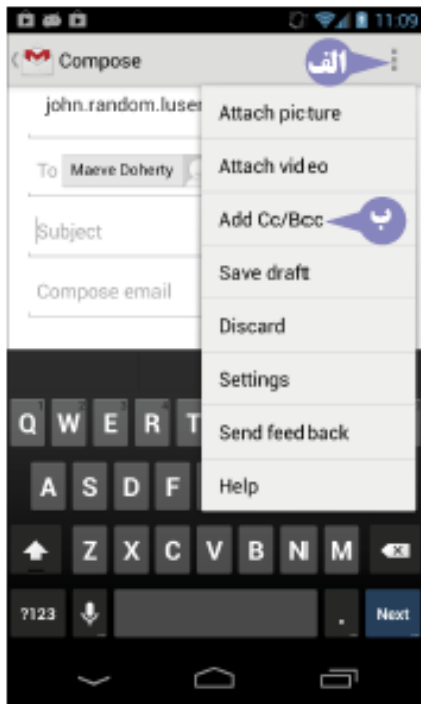 11:09
Compose
الف
john.random.luser
Attach picture
To Maeve Doherty
Attach video
Add Cc/Bcc
ب
Subject
Save draft
Compose email
Discard
Settings
Q W E R T
Send feedback
A S D F
Help
Z X C V B N M
?123 . Next